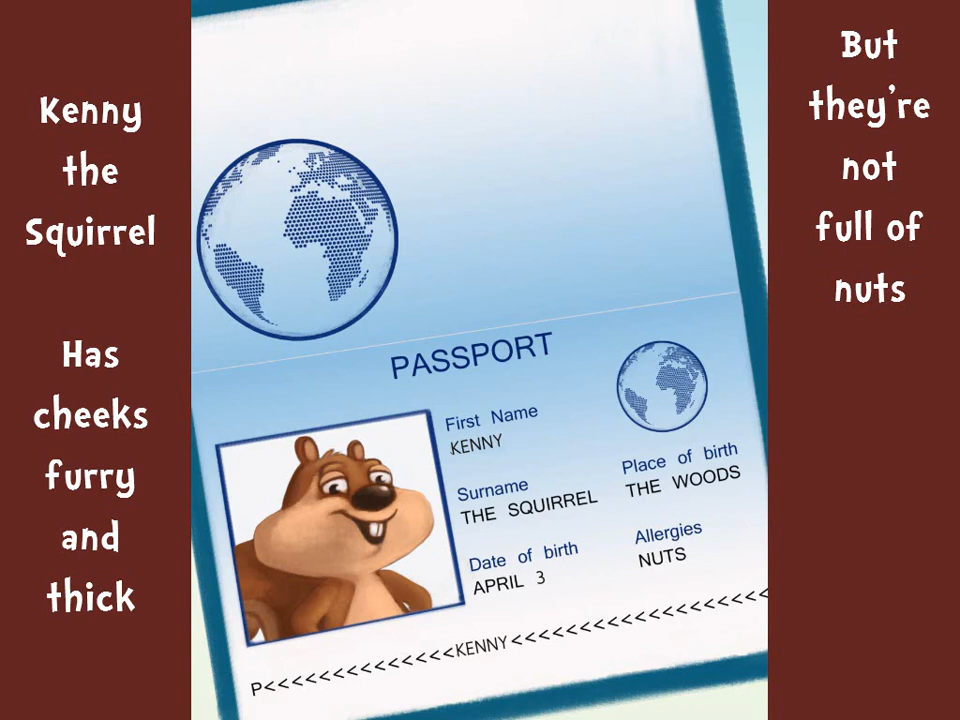 Kenny
the
Squirrel
Has
cheeks
furry
and
thick
But
they're
not
full of
nuts
PASSPORT
First Name
KENNY
Surname
THE SQUIRREL
Date of birth
APRIL 3
Place of birth
THE WOODS
Allergies
NUTS
P<<<<<<<<<<<<<<KENNY<<<<<<<<<<<<<<<<<<<